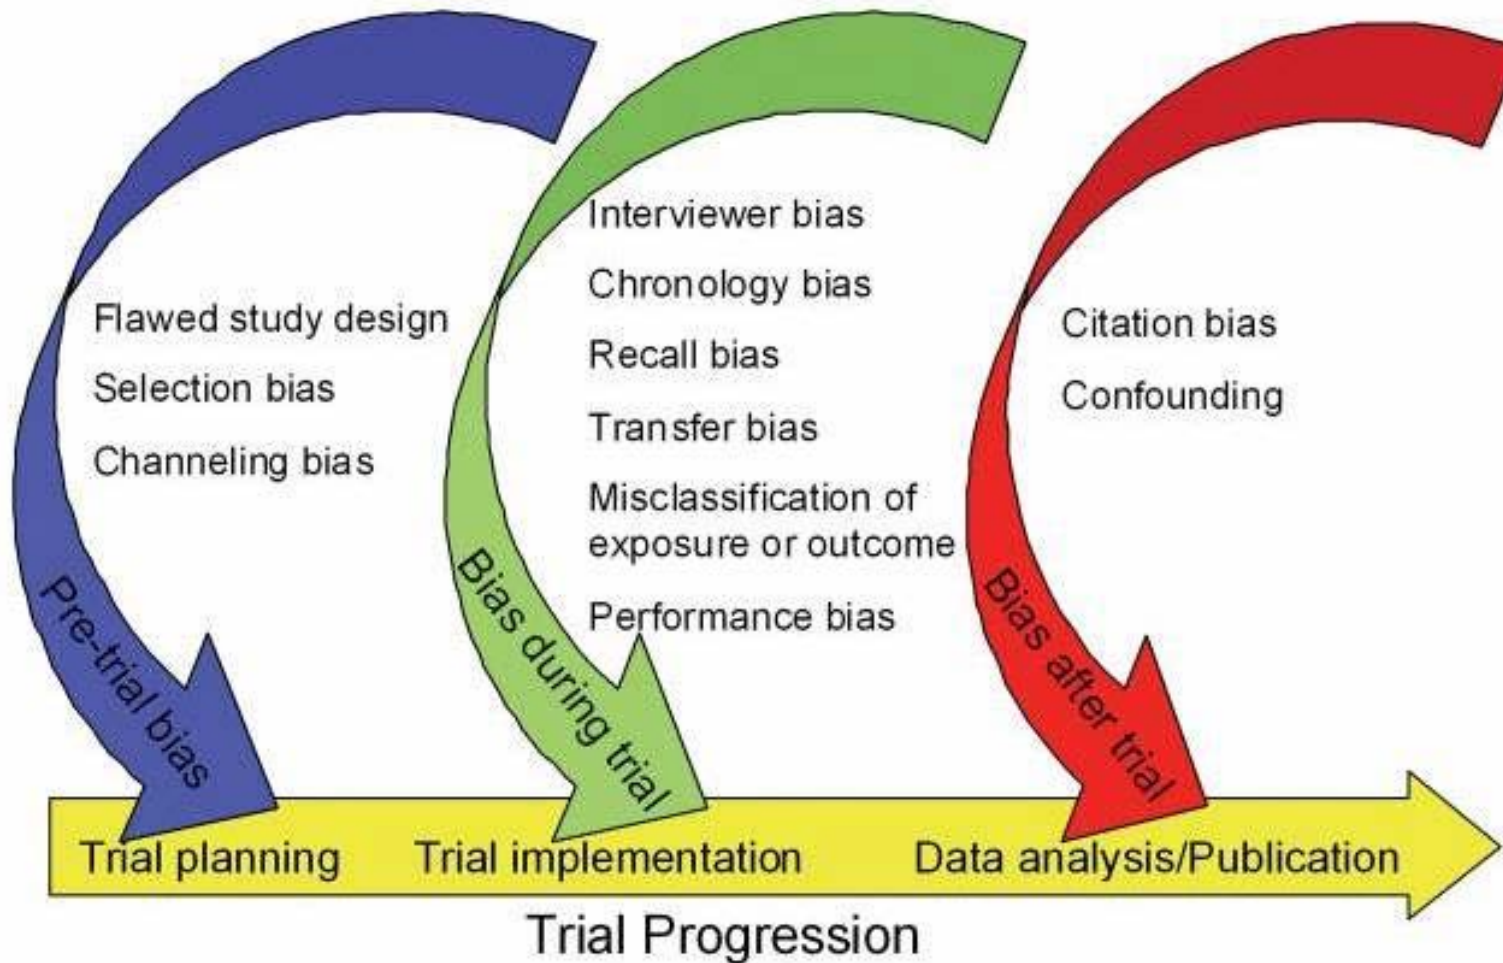 Flawed study design
Selection bias
Channeling bias
Pre-trial bias
Interviewer bias
Chronology bias
Recall bias
Transfer bias
Misclassification of
exposure or outcome
Performance bias
Bias during trial
Citation bias
Confounding
Bias after trial
Trial planning
Trial implementation
Data analysis/Publication
Trial Progression